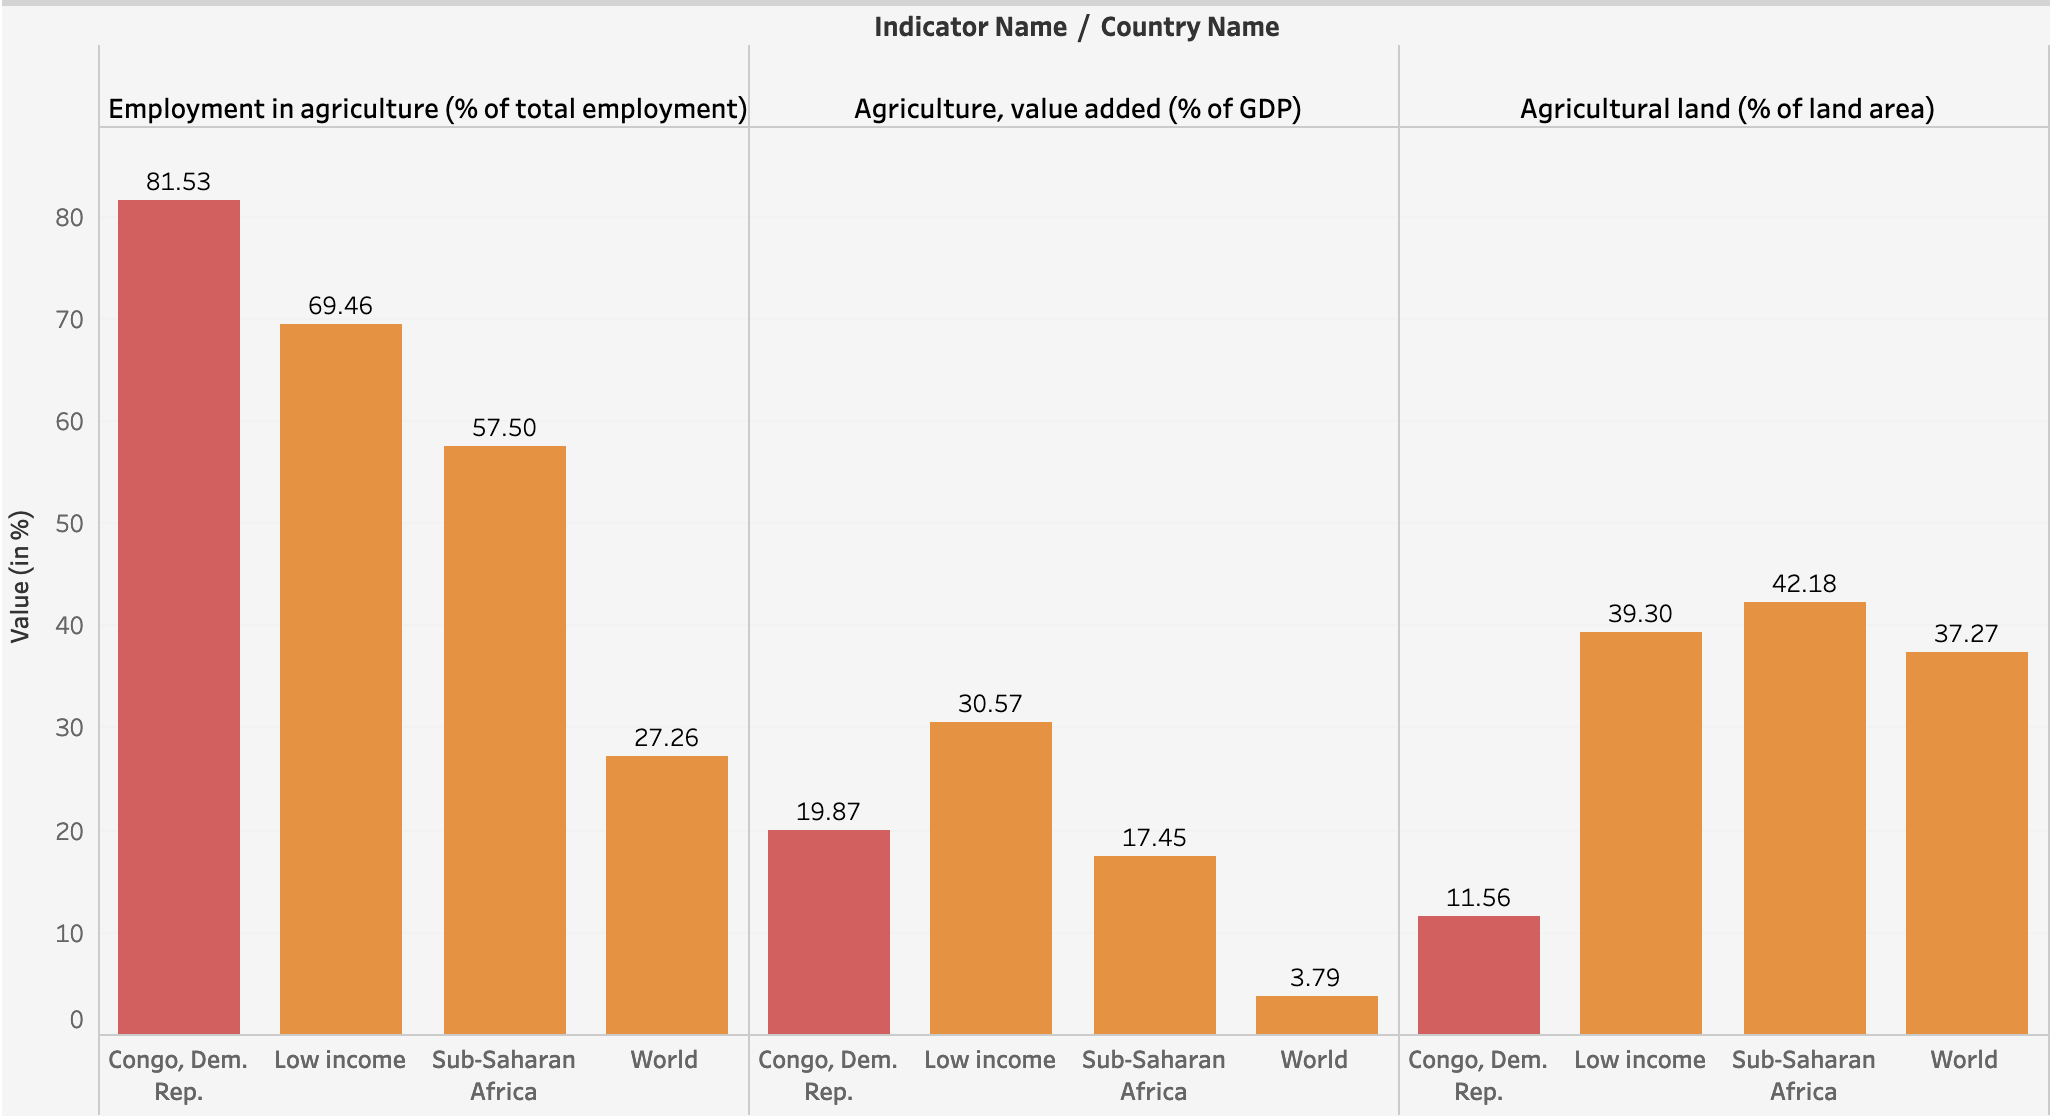 Indicator Name / Country Name
Employment in agriculture (% of total employment)
Agriculture, value added (% of GDP)
Agricultural land (% of land area)
Value (in %)
80
70
60
50
40
30
20
10
0
81.53
69.46
57.50
27.26
19.87
30.57
17.45
3.79
11.56
39.30
42.18
37.27
Congo, Dem.
Rep.
Low income
Sub-Saharan
Africa
World
Congo, Dem.
Rep.
Low income
Sub-Saharan
Africa
World
Congo, Dem.
Rep.
Low income
Sub-Saharan
Africa
World